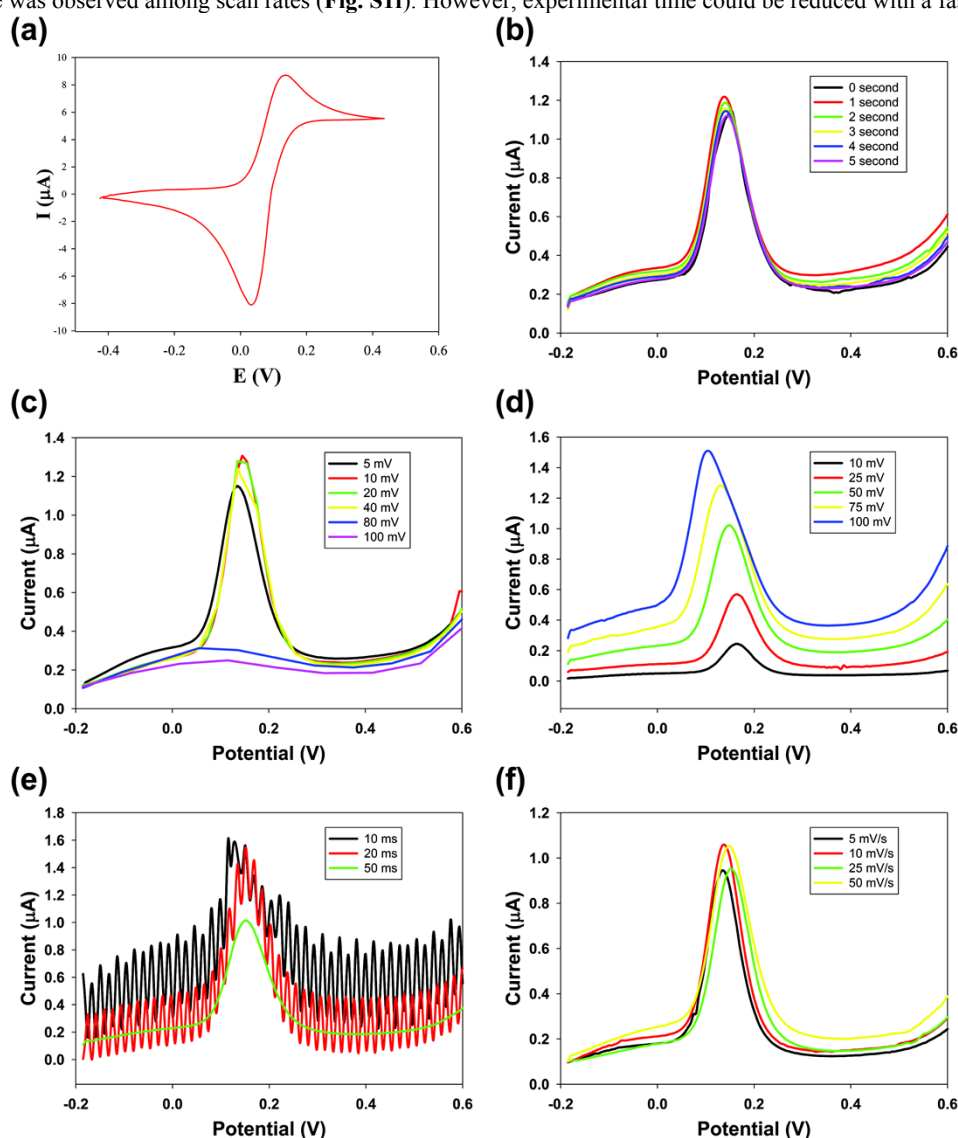 e was observed among scan rates (Fig. S1f). However, experimental time could be reduced with a fas
(a)
10
8
6
4
2
0
-2
-4
-6
-8
-10
I (μA)
-0.4 -0.2 0.0 0.2 0.4 0.6
E (V)
(b)
1.4
1.2
1.0
0.8
0.6
0.4
0.2
0.0
Current (μA)
0 second
1 second
2 second
3 second
4 second
5 second
-0.2 0.0 0.2 0.4 0.6
Potential (V)
(c)
1.4
1.2
1.0
0.8
0.6
0.4
0.2
0.0
Current (μA)
5 mV
10 mV
20 mV
40 mV
80 mV
100 mV
-0.2 0.0 0.2 0.4 0.6
Potential (V)
(d)
1.6
1.4
1.2
1.0
0.8
0.6
0.4
0.2
0.0
Current (μA)
10 mV
25 mV
50 mV
75 mV
100 mV
-0.2 0.0 0.2 0.4 0.6
Potential (V)
(e)
1.8
1.6
1.4
1.2
1.0
0.8
0.6
0.4
0.2
0.0
Current (μA)
10 ms
20 ms
50 ms
-0.2 0.0 0.2 0.4 0.6
Potential (V)
(f)
1.2
1.0
0.8
0.6
0.4
0.2
0.0
Current (μA)
5 mV/s
10 mV/s
25 mV/s
50 mV/s
-0.2 0.0 0.2 0.4 0.6
Potential (V)